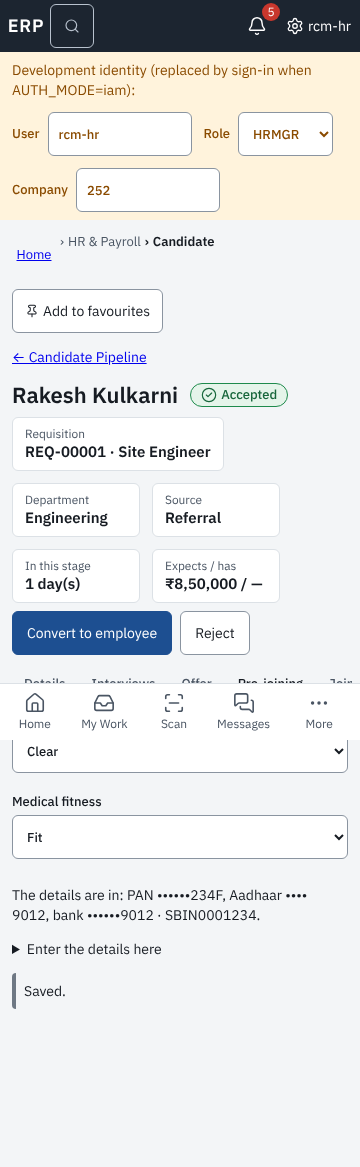 ERP
5
rcm-hr
Development identity (replaced by sign-in when
AUTH_MODE=iam):
User rcm-hr Role HRMGR
Company 252
Home › HR & Payroll › Candidate
Add to favourites
← Candidate Pipeline
Rakesh Kulkarni Accepted
Requisition
REQ-00001 · Site Engineer
Department
Engineering
Source
Referral
In this stage
1 day(s)
Expects / has
₹8,50,000 / —
Convert to employee Reject
Details Interviews Offer Pre-joining
Home My Work Scan Messages More
Clear
Medical fitness
Fit
The details are in: PAN ••••••234F, Aadhaar ••••
9012, bank ••••••9012 · SBIN0001234.
Enter the details here
Saved.